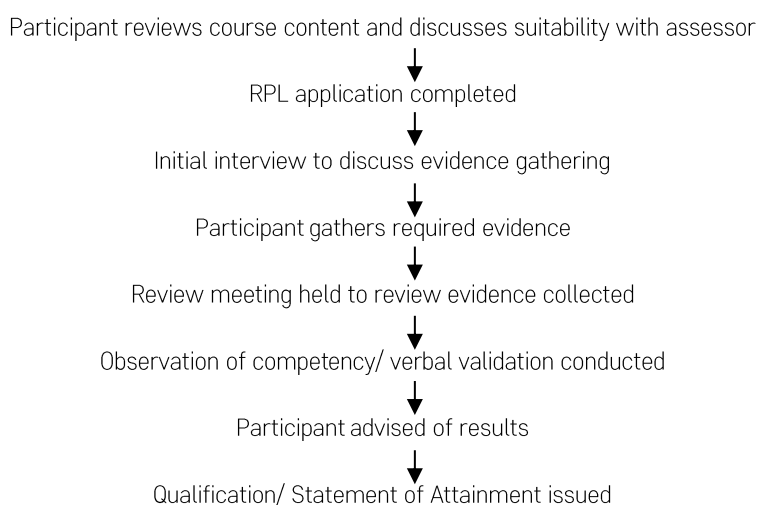 Participant reviews course content and discusses suitability with assessor
RPL application completed
Initial interview to discuss evidence gathering
Participant gathers required evidence
Review meeting held to review evidence collected
Observation of competency/ verbal validation conducted
Participant advised of results
Qualification/ Statement of Attainment issued